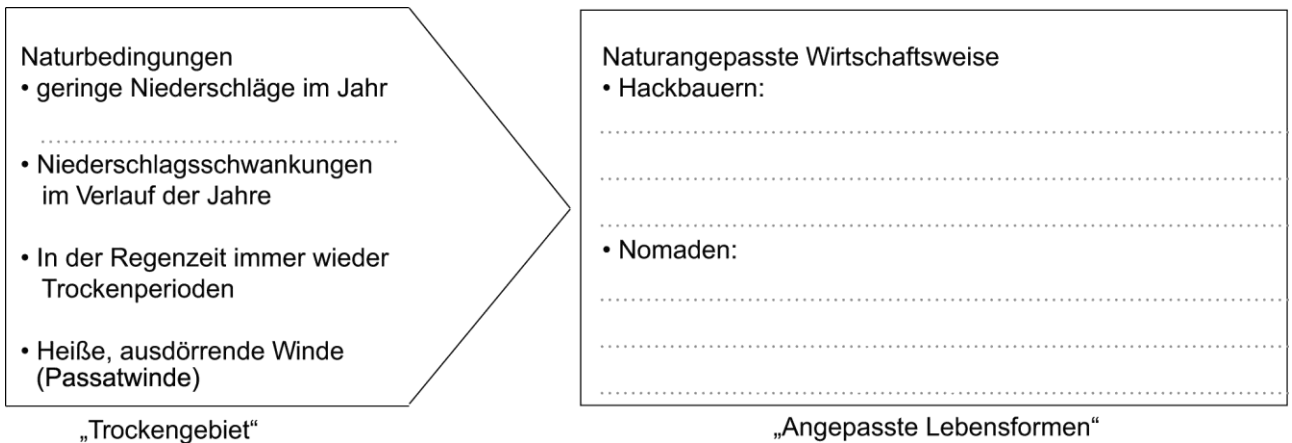 Naturbedingungen
• geringe Niederschläge im Jahr
• Niederschlagsschwankungen
im Verlauf der Jahre
• In der Regenzeit immer wieder
Trockenperioden
• Heiße, ausdörrende Winde
(Passatwinde)
„Trockengebiet“
Naturangepasste Wirtschaftsweise
• Hackbauern:
• Nomaden:
„Angepasste Lebensformen“